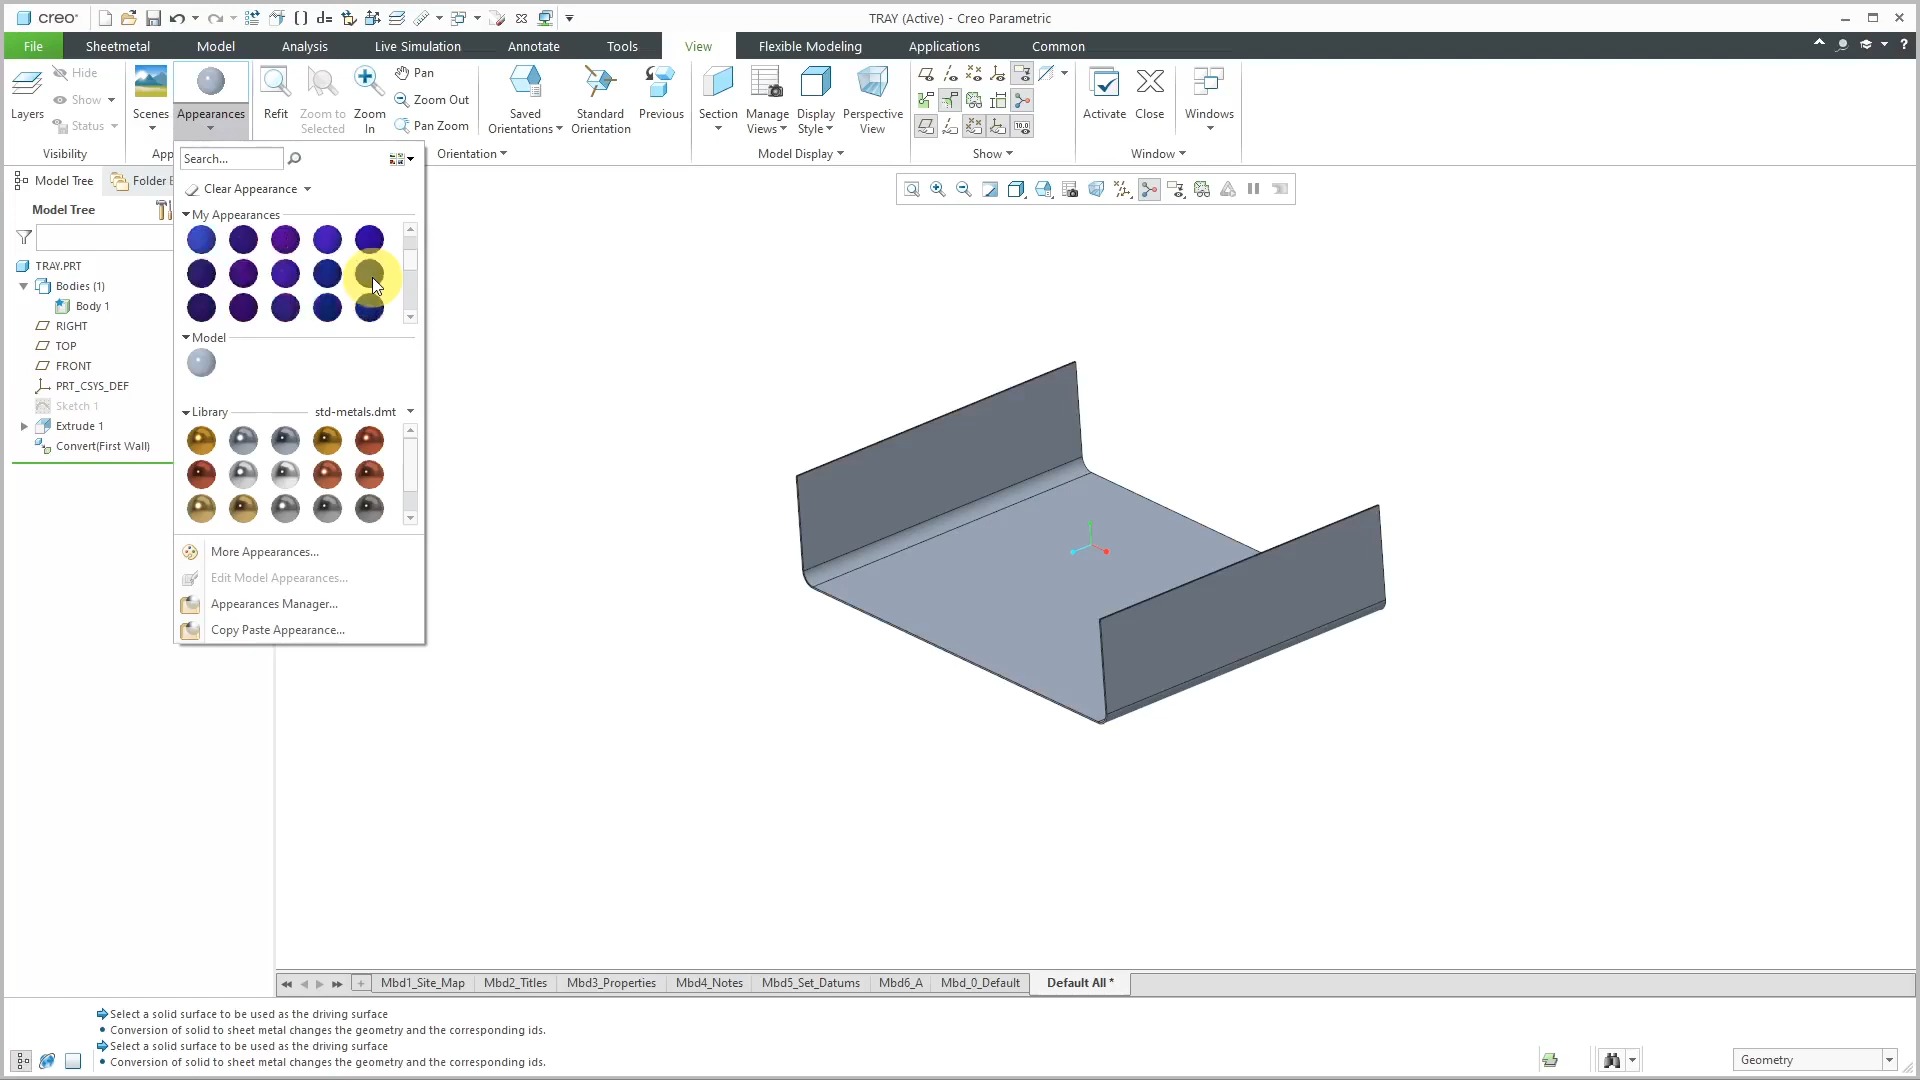 creo
TRAY (Active) - Creo Parametric
File Sheetmetal Model Analysis Live Simulation Annotate Tools View Flexible Modeling Applications Common
Layers Hide Show Status Visibility
Scenes Appearances App
Refit Zoom to Selected Zoom In Pan Zoom Out Pan Zoom
Saved Orientations Standard Orientation Previous Orientation
Section Manage Views Display Style Perspective View Model Display
Show
Activate Close Windows Window
Search...
Clear Appearance
My Appearances
Model
Library std-metals.dmt
More Appearances...
Edit Model Appearances...
Appearances Manager...
Copy Paste Appearance...
Model Tree Folder
Model Tree
TRAY.PRT
Bodies (1)
Body 1
RIGHT
TOP
FRONT
PRT_CSYS_DEF
Sketch 1
Extrude 1
Convert(First Wall)
Mbd1_Site_Map Mbd2_Titles Mbd3_Properties Mbd4_Notes Mbd5_Set_Datums Mbd6_A Mbd_0_Default Default All *
Select a solid surface to be used as the driving surface
• Conversion of solid to sheet metal changes the geometry and the corresponding ids.
Select a solid surface to be used as the driving surface
• Conversion of solid to sheet metal changes the geometry and the corresponding ids.
Geometry